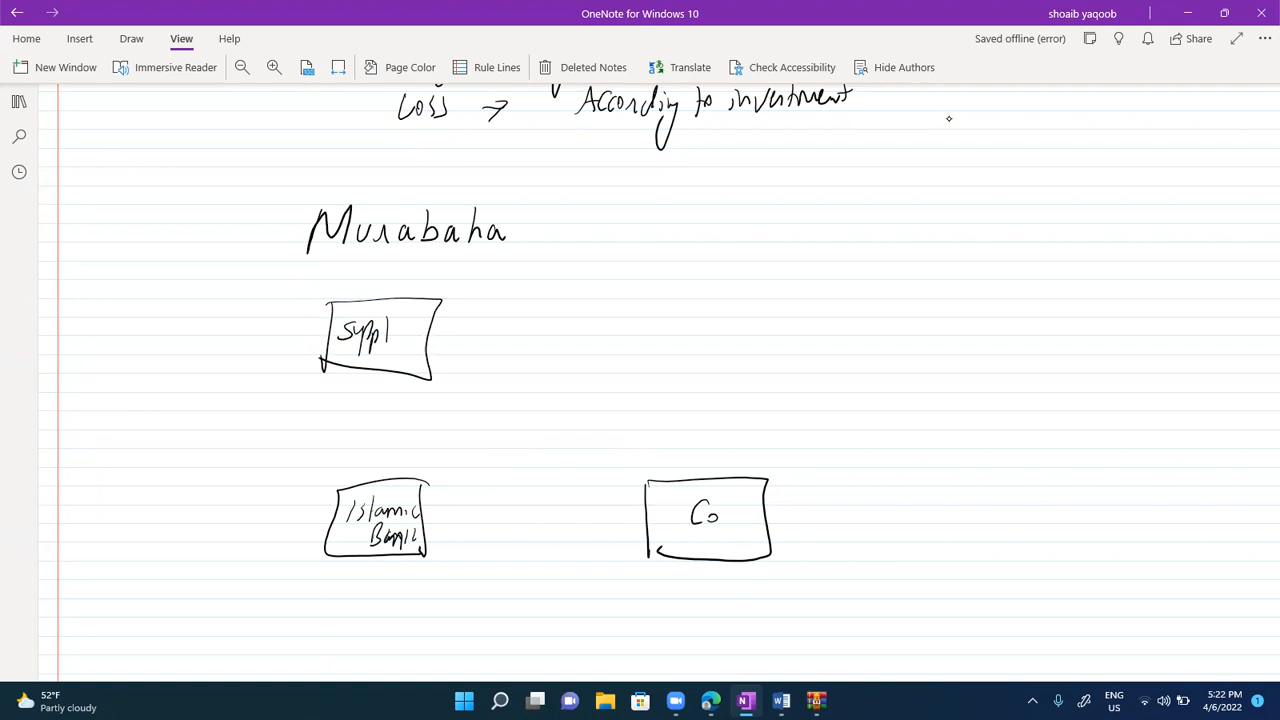 OneNote for Windows 10
shoaib yaqoob
Home Insert Draw View Help
Saved offline (error)
Share
New Window
Immersive Reader
Page Color
Rule Lines
Deleted Notes
Translate
Check Accessibility
Hide Authors
Loss → According to investment
Murabaha
Suppl
Islamic
Bank
Co
52°F
Partly cloudy
ENG
US
5:22 PM
4/6/2022
1